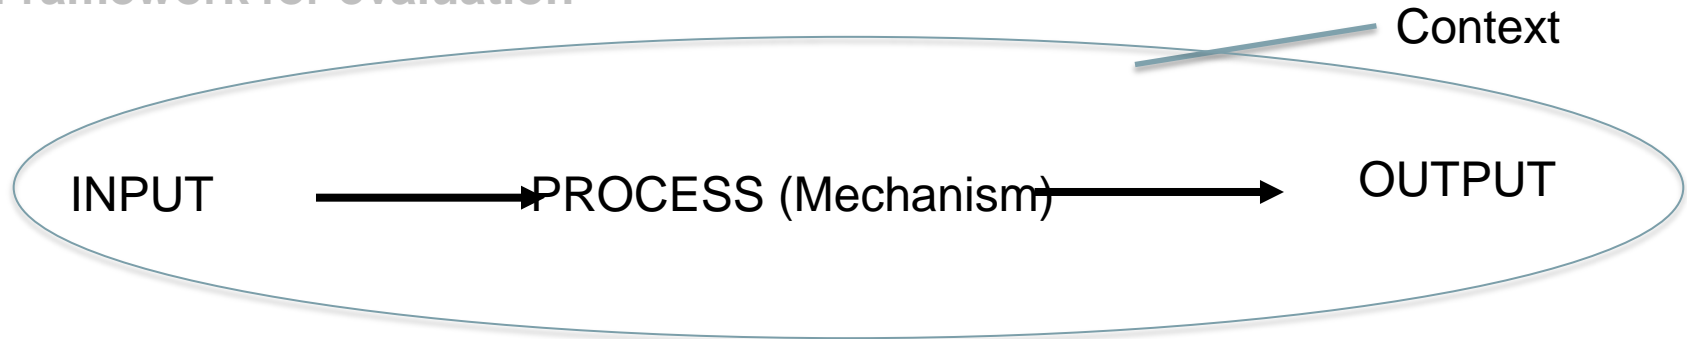 Framework for evaluation
Context
INPUT
PROCESS (Mechanism)
OUTPUT